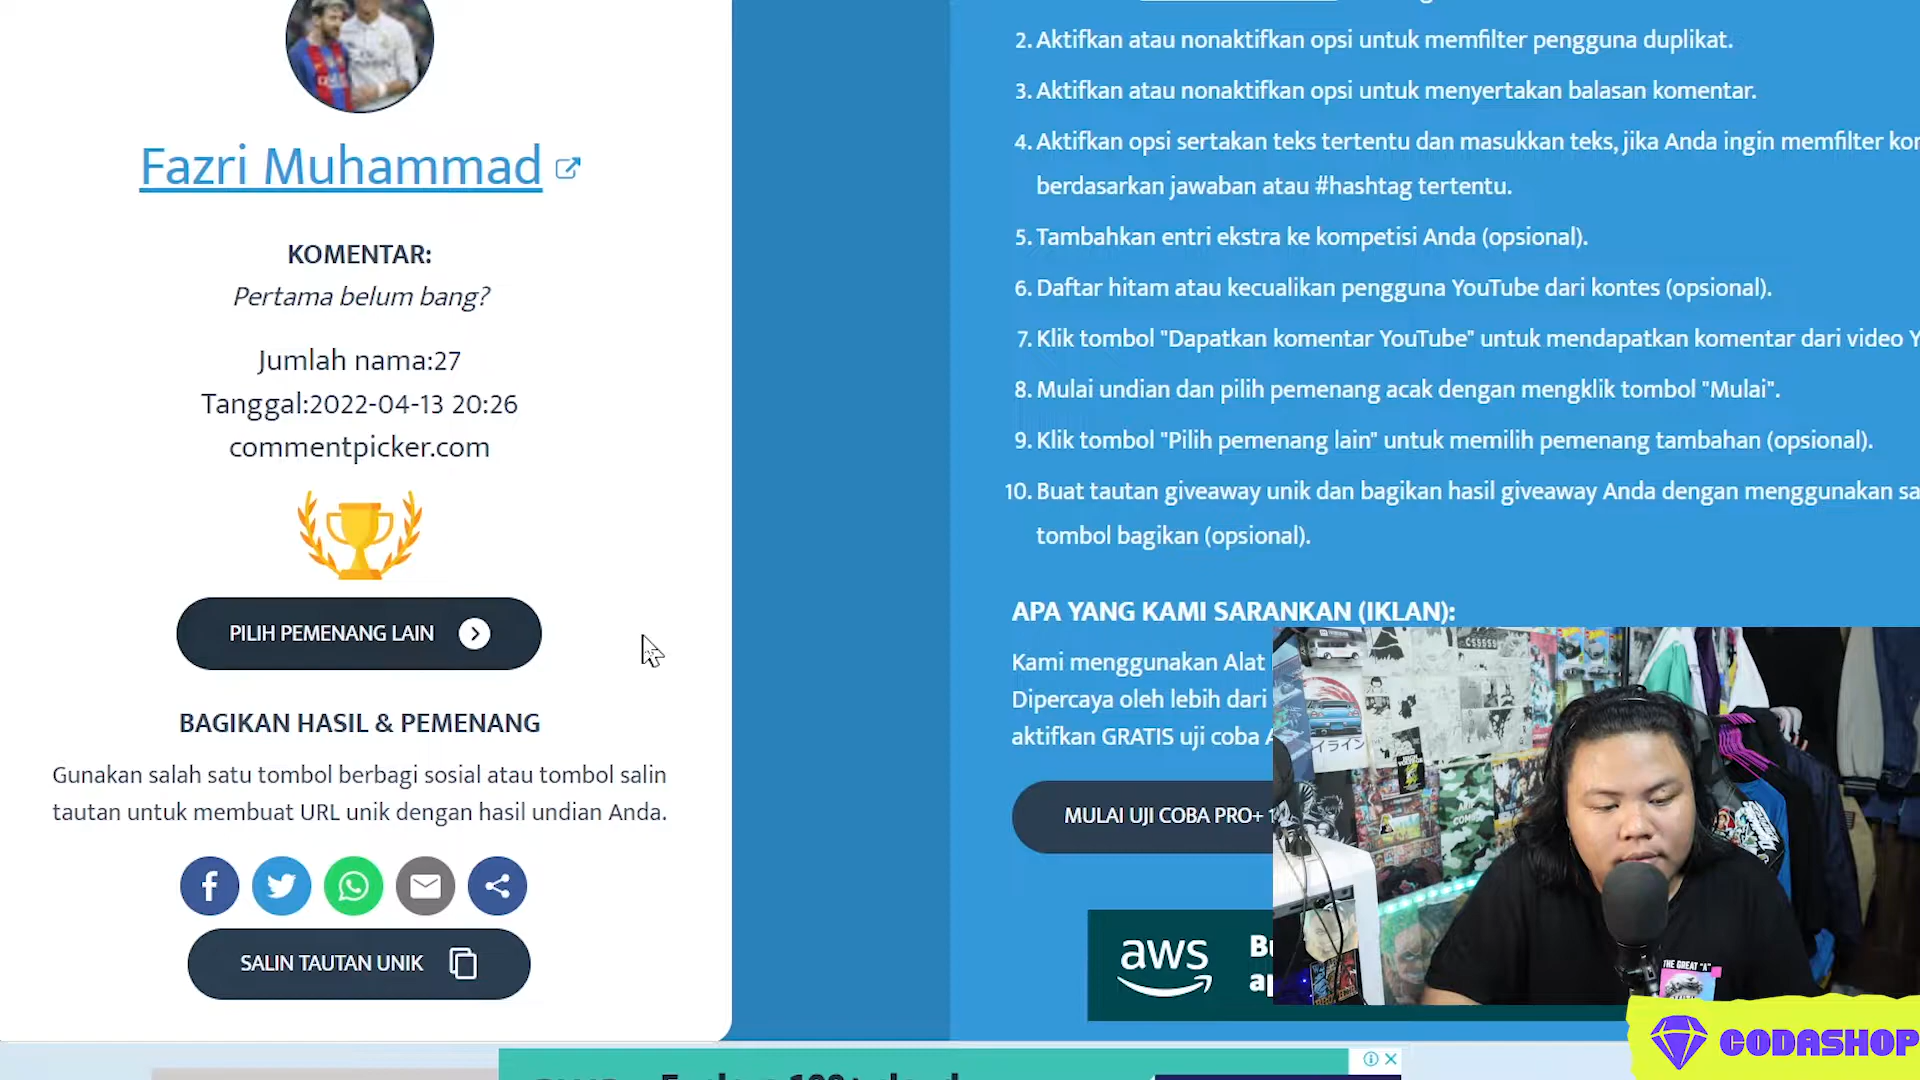 Fazri Muhammad
KOMENTAR:
Pertama belum bang?
Jumlah nama:27
Tanggal:2022-04-13 20:26
commentpicker.com
PILIH PEMENANG LAIN
BAGIKAN HASIL & PEMENANG
Gunakan salah satu tombol berbagi sosial atau tombol salin
tautan untuk membuat URL unik dengan hasil undian Anda.
SALIN TAUTAN UNIK
2. Aktifkan atau nonaktifkan opsi untuk memfilter pengguna duplikat.
3. Aktifkan atau nonaktifkan opsi untuk menyertakan balasan komentar.
4. Aktifkan opsi sertakan teks tertentu dan masukkan teks, jika Anda ingin memfilter
berdasarkan jawaban atau #hashtag tertentu.
5. Tambahkan entri ekstra ke kompetisi Anda (opsional).
6. Daftar hitam atau kecualikan pengguna YouTube dari kontes (opsional).
7. Klik tombol "Dapatkan komentar YouTube" untuk mendapatkan komentar dari video
8. Mulai undian dan pilih pemenang acak dengan mengklik tombol "Mulai".
9. Klik tombol "Pilih pemenang lain" untuk memilih pemenang tambahan (opsional).
10. Buat tautan giveaway unik dan bagikan hasil giveaway Anda dengan menggunakan
tombol bagikan (opsional).
APA YANG KAMI SARANKAN (IKLAN):
Kami menggunakan Alat
Dipercaya oleh lebih dari
aktifkan GRATIS uji coba
MULAI UJI COBA PRO+
aws
THE GREAT "A"
CODASHOP